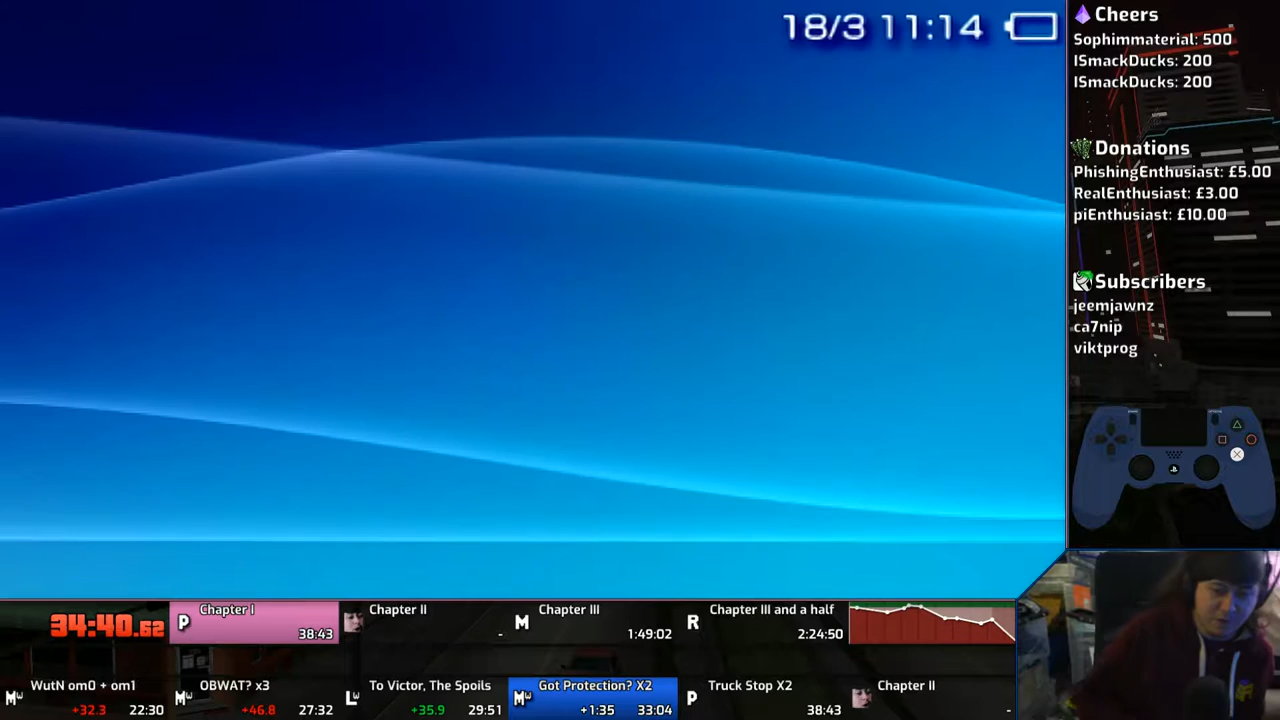 18/3 11:14
Cheers
Sophimmaterial: 500
ISmackDucks: 200
ISmackDucks: 200
Donations
PhishingEnthusiast: £5.00
RealEnthusiast: £3.00
piEnthusiast: £10.00
Subscribers
jeemjawnz
ca7nip
viktprog
34:40.62
P Chapter I 38:43
Chapter II -
M Chapter III 1:49:02
R Chapter III and a half 2:24:50
Mw WutN om0 + om1 +32.3 22:30
Mw OBWAT? x3 +46.8 27:32
Lw To Victor, The Spoils +35.9 29:51
Mw Got Protection? X2 +1:35 33:04
P Truck Stop X2 38:43
Chapter II -